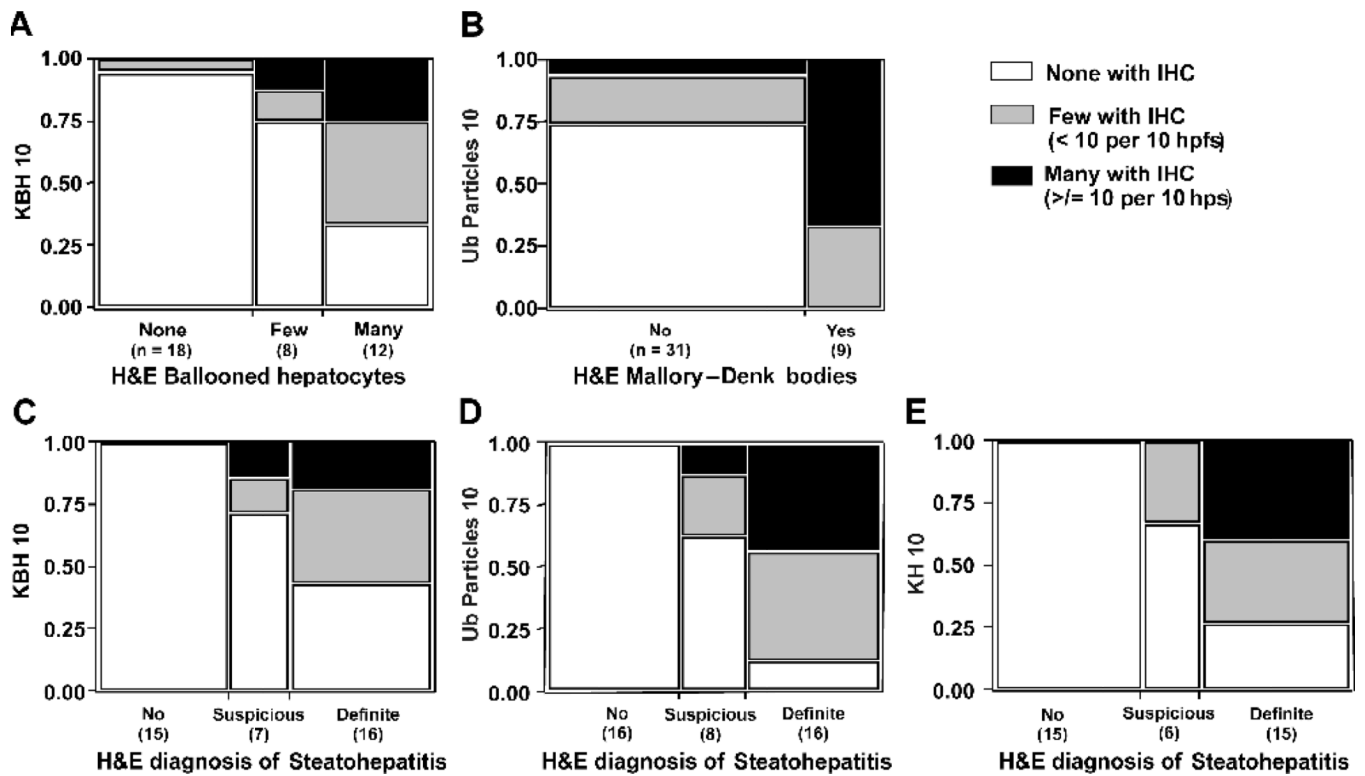 A
KBH 10
1.00
0.75
0.50
0.25
0.00
None Few Many
(n = 18) (8) (12)
H&E Ballooned hepatocytes
B
Ub Particles 10
1.00
0.75
0.50
0.25
0.00
No Yes
(n = 31) (9)
H&E Mallory–Denk bodies
None with IHC
Few with IHC
(< 10 per 10 hpfs)
Many with IHC
(>/= 10 per 10 hps)
C
KBH 10
1.00
0.75
0.50
0.25
0.00
No Suspicious Definite
(15) (7) (16)
H&E diagnosis of Steatohepatitis
D
Ub Particles 10
1.00
0.75
0.50
0.25
0.00
No Suspicious Definite
(16) (8) (16)
H&E diagnosis of Steatohepatitis
E
KH 10
1.00
0.75
0.50
0.25
0.00
No Suspicious Definite
(15) (6) (15)
H&E diagnosis of Steatohepatitis